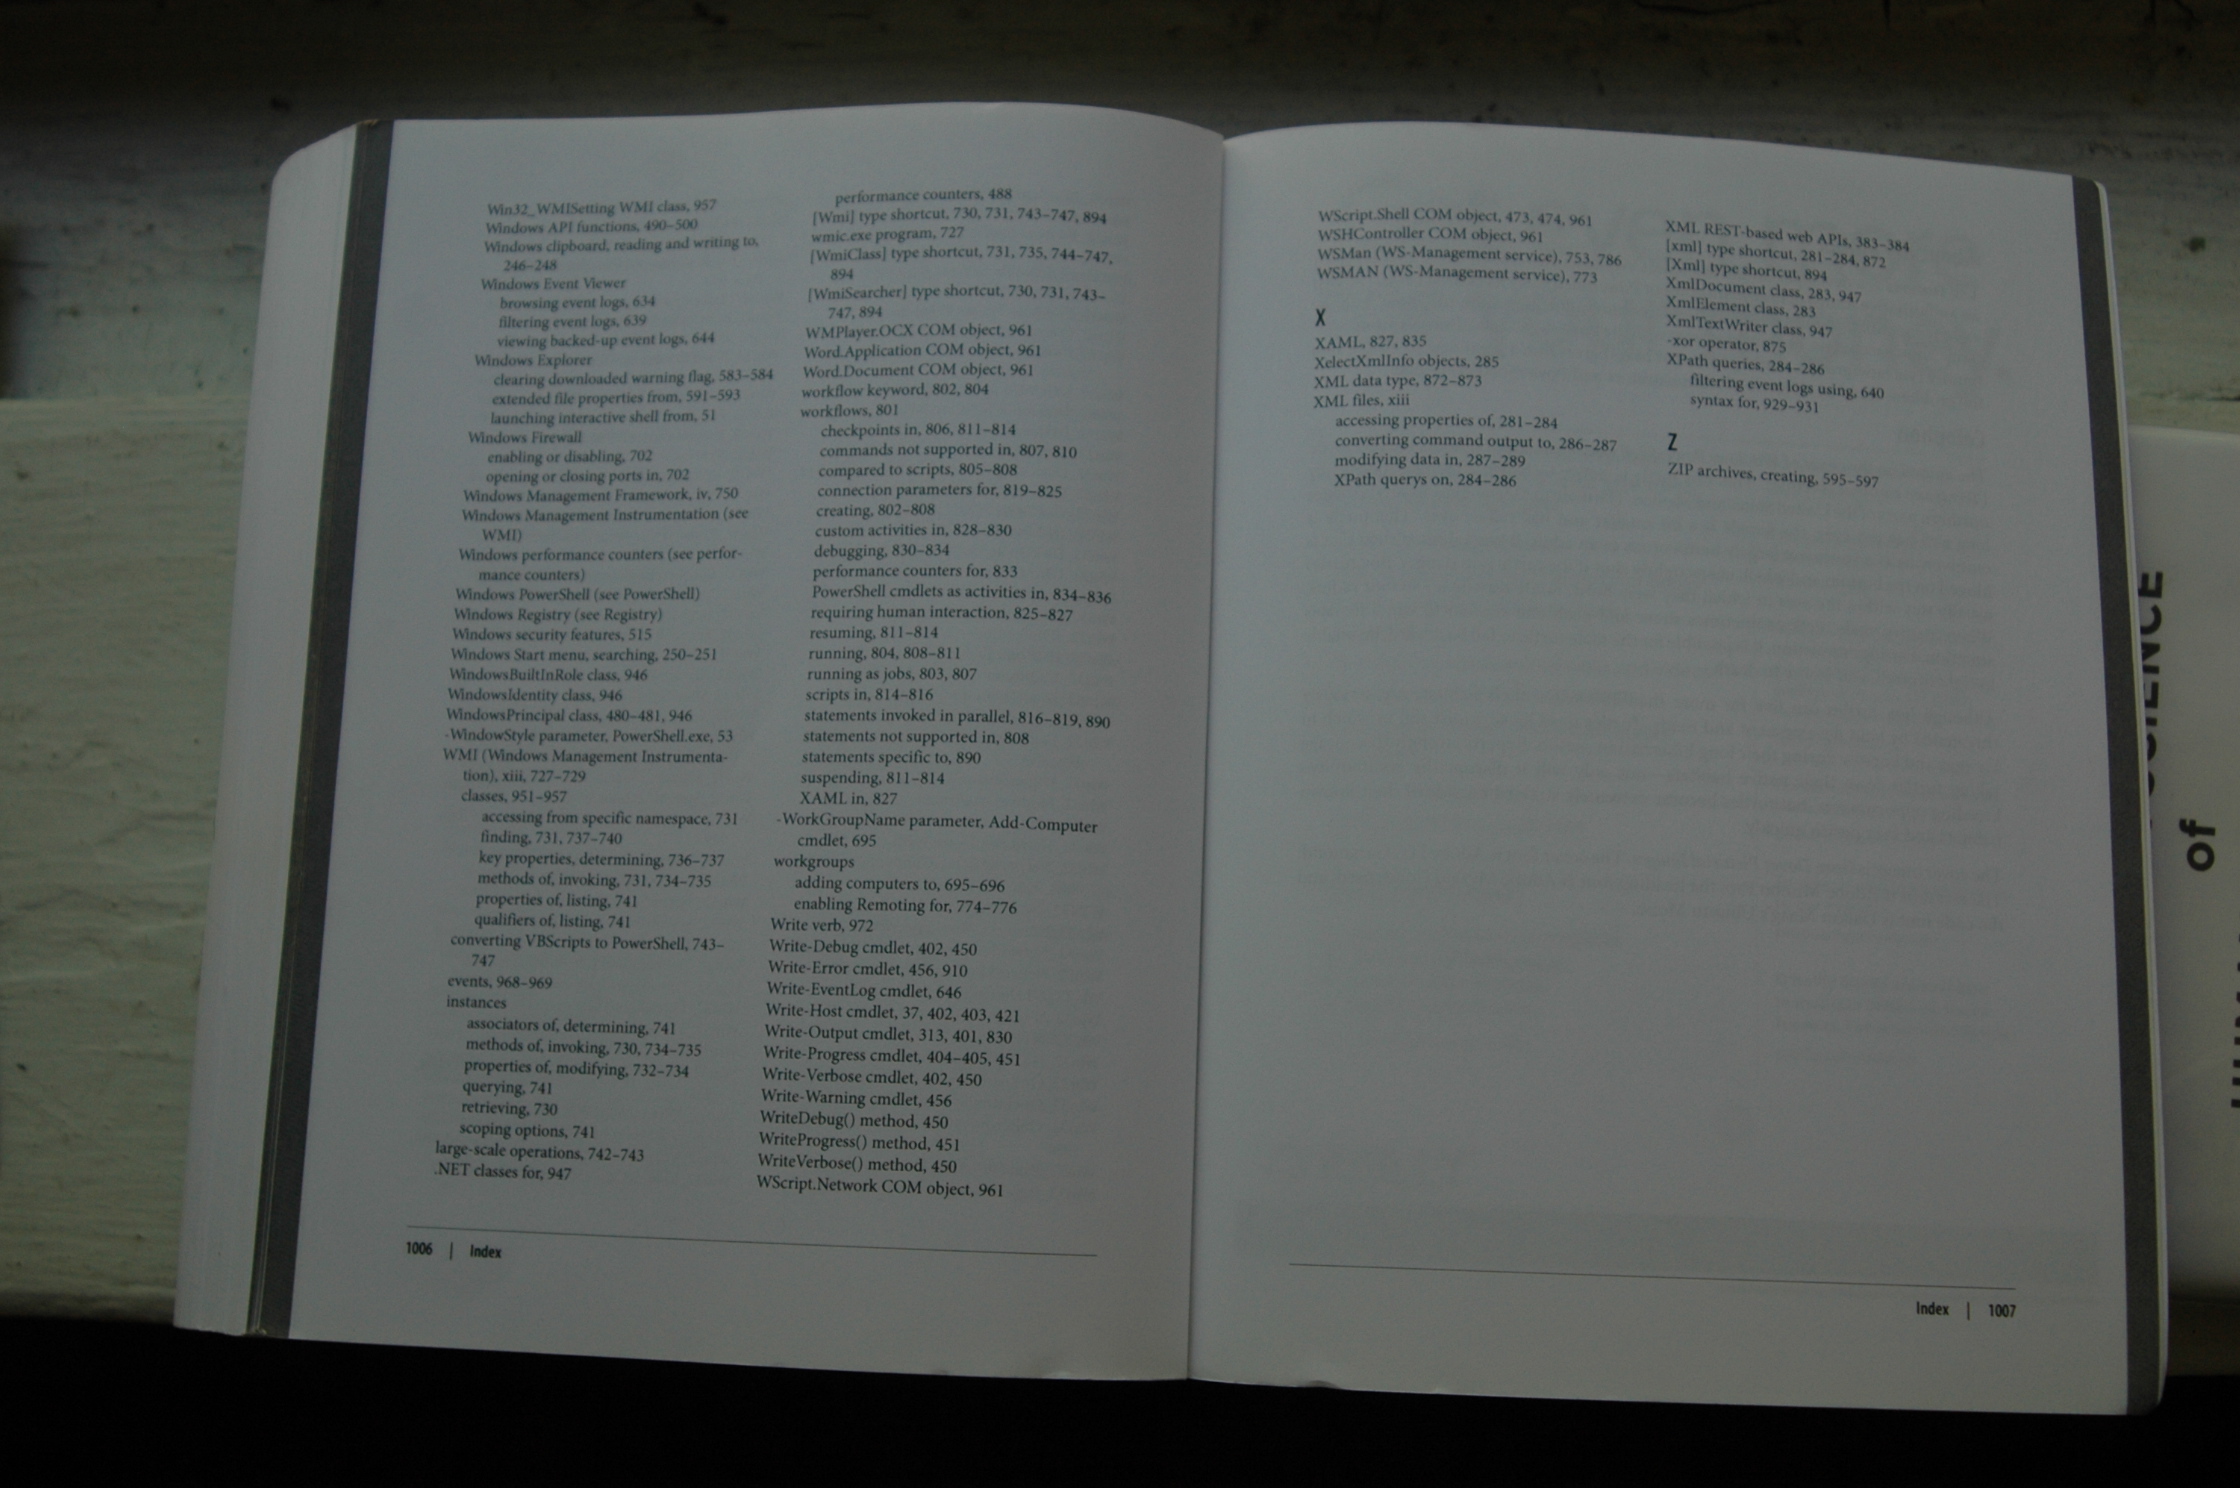 Win32_WMISetting WMI class, 957
Windows API functions, 490–500
Windows clipboard, reading and writing to,
246–248
Windows Event Viewer
browsing event logs, 634
filtering event logs, 639
viewing backed-up event logs, 644
Windows Explorer
clearing downloaded warning flag, 583–584
extended file properties from, 591–593
launching interactive shell from, 51
Windows Firewall
enabling or disabling, 702
opening or closing ports in, 702
Windows Management Framework, iv, 750
Windows Management Instrumentation (see
WMI)
Windows performance counters (see perfor-
mance counters)
Windows PowerShell (see PowerShell)
Windows Registry (see Registry)
Windows security features, 515
Windows Start menu, searching, 250–251
WindowsBuiltInRole class, 946
WindowsIdentity class, 946
WindowsPrincipal class, 480–481, 946
-WindowStyle parameter, PowerShell.exe, 53
WMI (Windows Management Instrumenta-
tion), xiii, 727–729
classes, 951–957
accessing from specific namespace, 731
finding, 731, 737–740
key properties, determining, 736–737
methods of, invoking, 731, 734–735
properties of, listing, 741
qualifiers of, listing, 741
converting VBScripts to PowerShell, 743–
747
events, 968–969
instances
associators of, determining, 741
methods of, invoking, 730, 734–735
properties of, modifying, 732–734
querying, 741
retrieving, 730
scoping options, 741
large-scale operations, 742–743
.NET classes for, 947
performance counters, 488
[Wmi] type shortcut, 730, 731, 743–747, 894
wmic.exe program, 727
[WmiClass] type shortcut, 731, 735, 744–747,
894
[WmiSearcher] type shortcut, 730, 731, 743–
747, 894
WMPlayer.OCX COM object, 961
Word.Application COM object, 961
Word.Document COM object, 961
workflow keyword, 802, 804
workflows, 801
checkpoints in, 806, 811–814
commands not supported in, 807, 810
compared to scripts, 805–808
connection parameters for, 819–825
creating, 802–808
custom activities in, 828–830
debugging, 830–834
performance counters for, 833
PowerShell cmdlets as activities in, 834–836
requiring human interaction, 825–827
resuming, 811–814
running, 804, 808–811
running as jobs, 803, 807
scripts in, 814–816
statements invoked in parallel, 816–819, 890
statements not supported in, 808
statements specific to, 890
suspending, 811–814
XAML in, 827
-WorkGroupName parameter, Add-Computer
cmdlet, 695
workgroups
adding computers to, 695–696
enabling Remoting for, 774–776
Write verb, 972
Write-Debug cmdlet, 402, 450
Write-Error cmdlet, 456, 910
Write-EventLog cmdlet, 646
Write-Host cmdlet, 37, 402, 403, 421
Write-Output cmdlet, 313, 401, 830
Write-Progress cmdlet, 404–405, 451
Write-Verbose cmdlet, 402, 450
Write-Warning cmdlet, 456
WriteDebug() method, 450
WriteProgress() method, 451
WriteVerbose() method, 450
WScript.Network COM object, 961
1006 | Index
WScript.Shell COM object, 473, 474, 961
WSHController COM object, 961
WSMan (WS-Management service), 753, 786
WSMAN (WS-Management service), 773
X
XAML, 827, 835
XelectXmlInfo objects, 285
XML data type, 872–873
XML files, xiii
accessing properties of, 281–284
converting command output to, 286–287
modifying data in, 287–289
XPath querys on, 284–286
XML REST-based web APIs, 383–384
[xml] type shortcut, 281–284, 872
[Xml] type shortcut, 894
XmlDocument class, 283, 947
XmlElement class, 283
XmlTextWriter class, 947
-xor operator, 875
XPath queries, 284–286
filtering event logs using, 640
syntax for, 929–931
Z
ZIP archives, creating, 595–597
Index | 1007
of